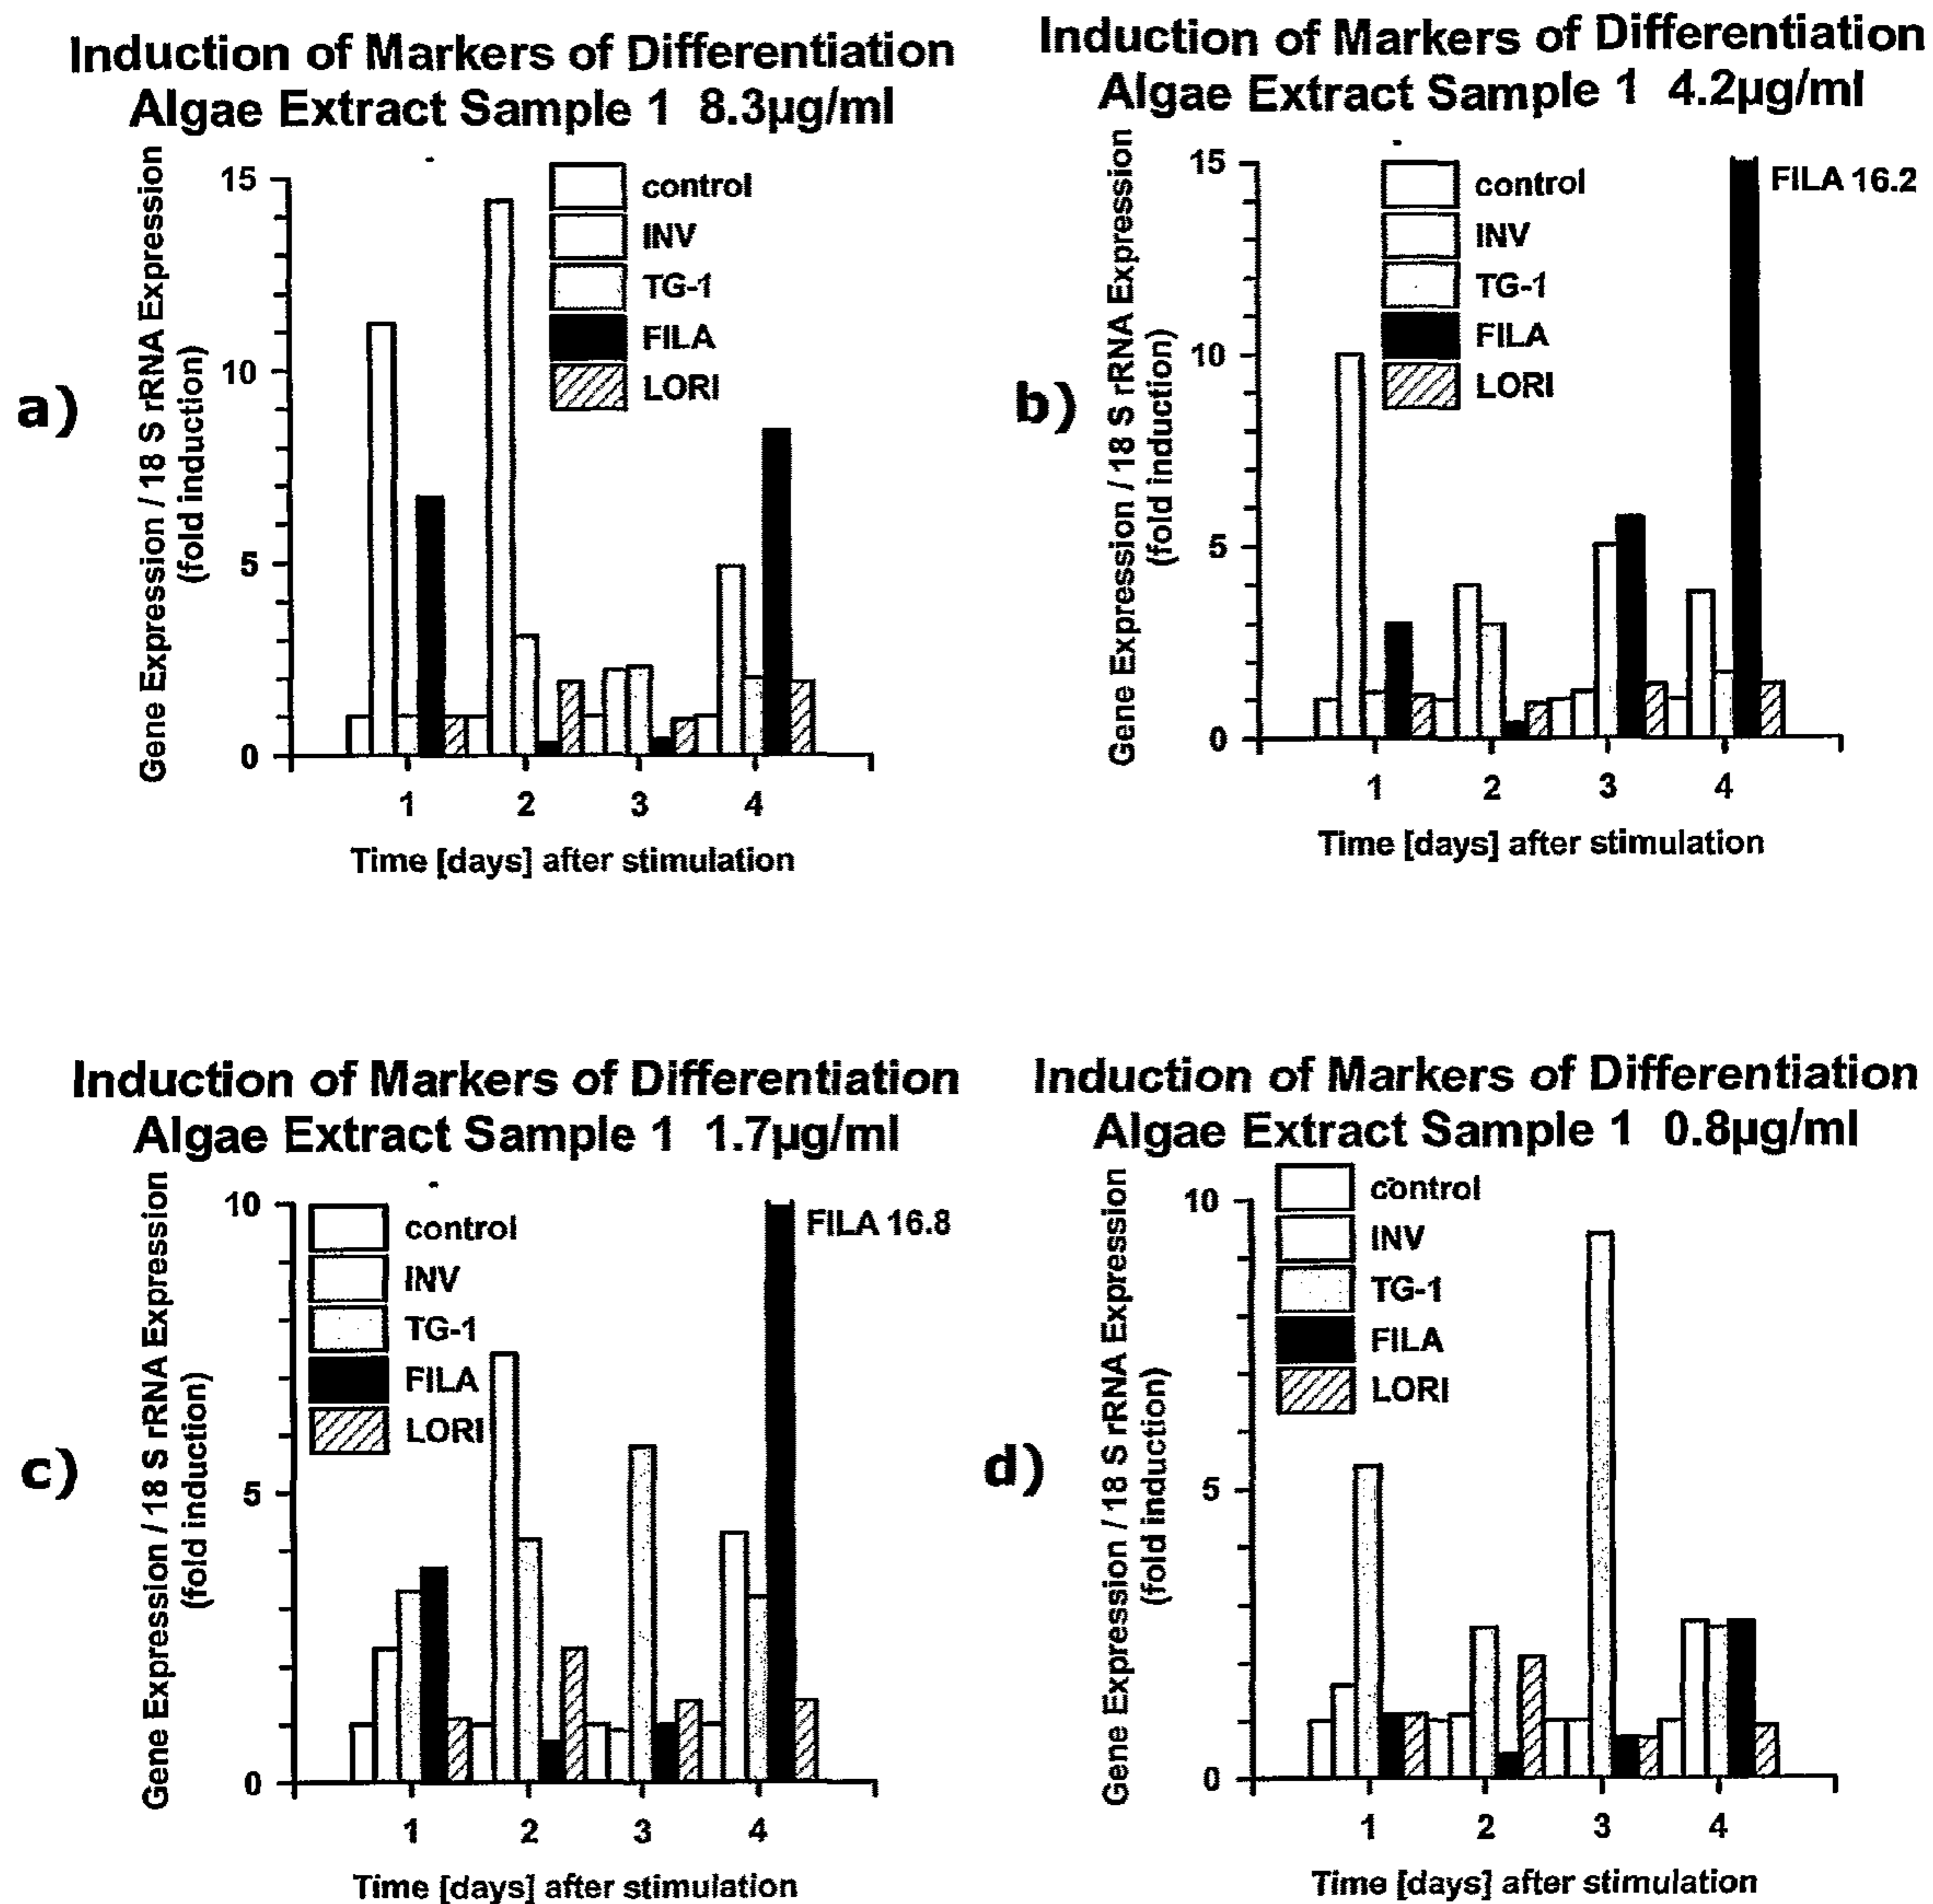 Induction of Markers of Differentiation
Algae Extract Sample 1 8.3µg/ml
a)
Gene Expression / 18 S rRNA Expression
(fold induction)
15
10
5
0
control
INV
TG-1
FILA
LORI
1 2 3 4
Time [days] after stimulation
Induction of Markers of Differentiation
Algae Extract Sample 1 4.2µg/ml
b)
Gene Expression / 18 S rRNA Expression
(fold induction)
15
10
5
0
control
INV
TG-1
FILA
LORI
FILA 16.2
1 2 3 4
Time [days] after stimulation
Induction of Markers of Differentiation
Algae Extract Sample 1 1.7µg/ml
c)
Gene Expression / 18 S rRNA Expression
(fold induction)
10
5
0
control
INV
TG-1
FILA
LORI
FILA 16.8
1 2 3 4
Time [days] after stimulation
Induction of Markers of Differentiation
Algae Extract Sample 1 0.8µg/ml
d)
Gene Expression / 18 S rRNA Expression
(fold induction)
10
5
0
control
INV
TG-1
FILA
LORI
1 2 3 4
Time [days] after stimulation